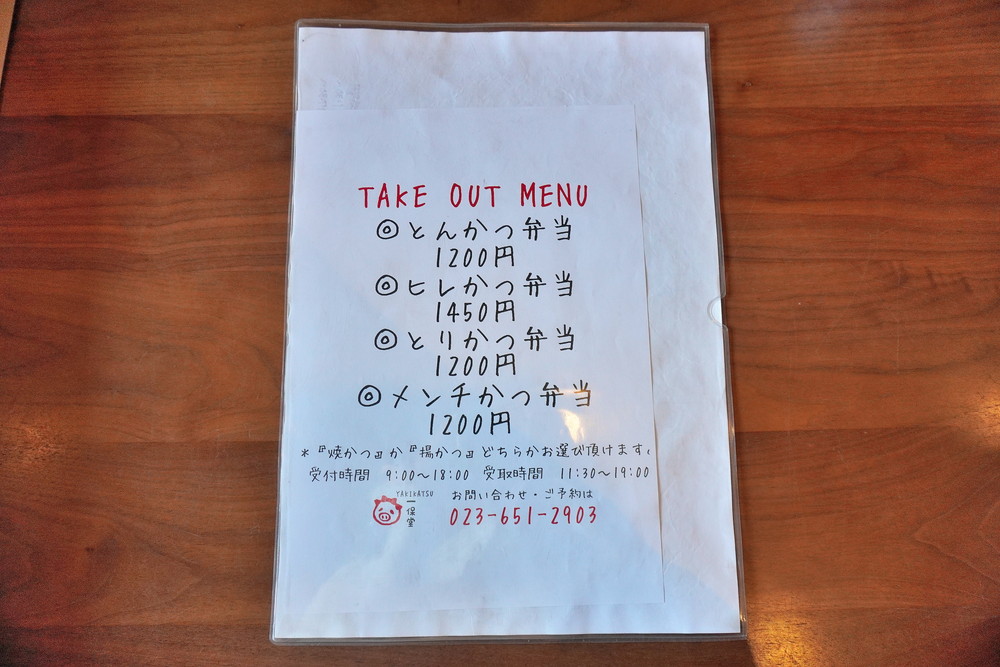 TAKE OUT MENU
◎とんかつ弁当
1200円
◎ヒレかつ弁当
1450円
◎とりかつ弁当
1200円
◎メンチかつ弁当
1200円
*『焼かつ』か『揚かつ』どちらかお選び頂けます。
受付時間 9:00~18:00 受取時間 11:30~19:00
YAKIKATSU
一保堂
お問い合わせ・ご予約は
023-651-2903